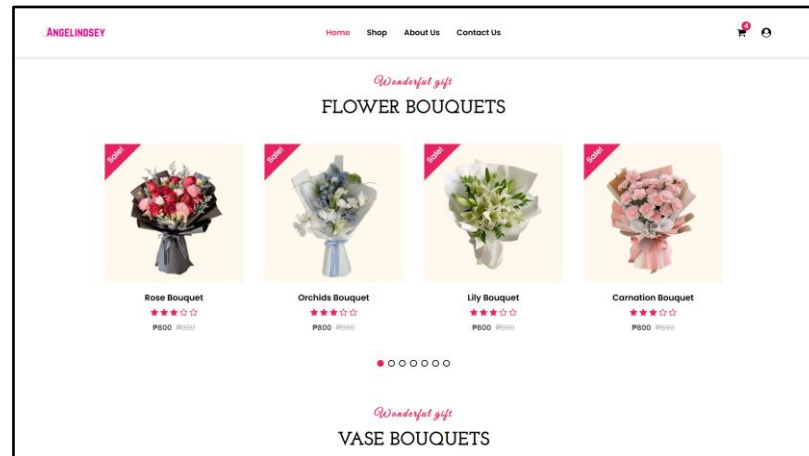 ANGELINDSEY
Home Shop About Us Contact Us
4
Wonderful gift
FLOWER BOUQUETS
Sale! Sale! Sale! Sale!
Rose Bouquet Orchids Bouquet Lily Bouquet Carnation Bouquet
₱800 ₱800 ₱800 ₱800
Wonderful gift
VASE BOUQUETS